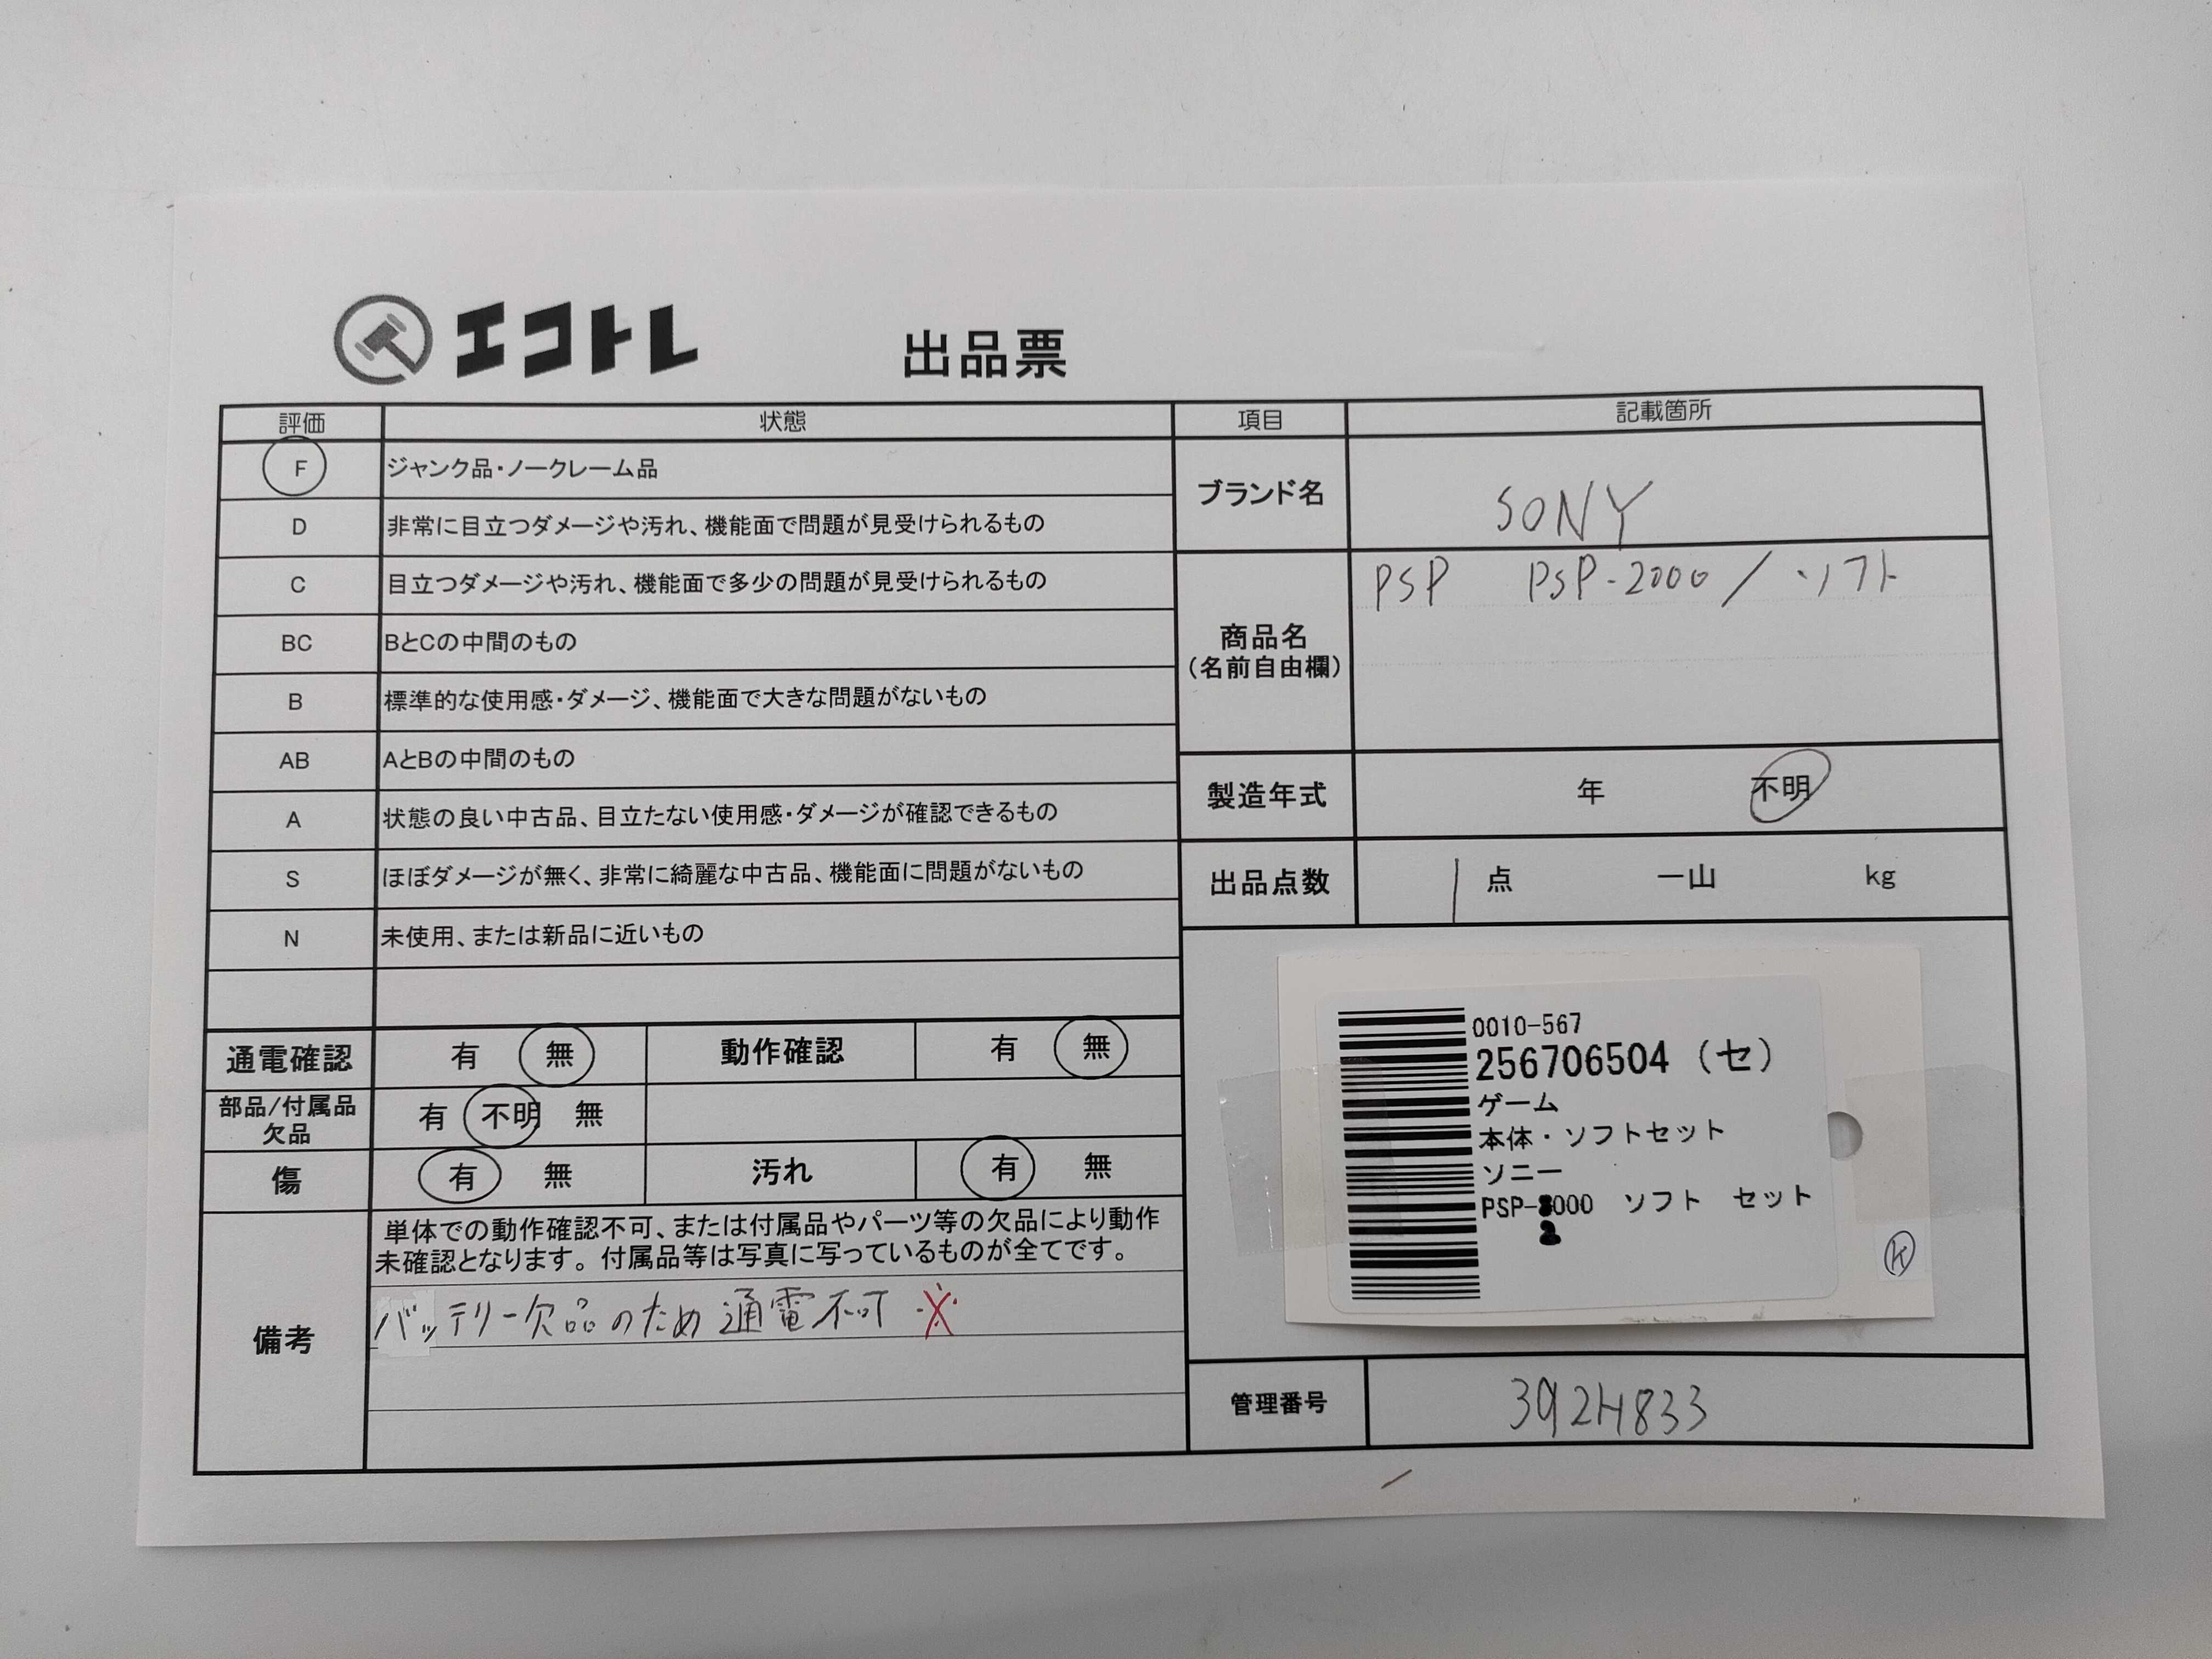 エコトレ 出品票
評価 状態 項目 記載箇所
F ジャンク品・ノークレーム品
D 非常に目立つダメージや汚れ、機能面で問題が見受けられるもの
C 目立つダメージや汚れ、機能面で多少の問題が見受けられるもの
BC BとCの中間のもの
B 標準的な使用感・ダメージ、機能面で大きな問題がないもの
AB AとBの中間のもの
A 状態の良い中古品、目立たない使用感・ダメージが確認できるもの
S ほぼダメージが無く、非常に綺麗な中古品、機能面に問題がないもの
N 未使用、または新品に近いもの
通電確認 有 無 動作確認 有 無
部品/付属品
欠品 有 不明 無
傷 有 無 汚れ 有 無
備考
単体での動作確認不可、または付属品やパーツ等の欠品により動作
未確認となります。付属品等は写真に写っているものが全てです。
バッテリー欠品のため通電不可 ※
ブランド名 SONY
商品名
(名前自由欄)
PSP PSP-2000 / ソフト
製造年式 年 不明
出品点数 1 点 一山 kg
0010-567
256706504 (セ)
ゲーム
本体・ソフトセット
ソニー
PSP-2000 ソフト セット
K
管理番号 392H833